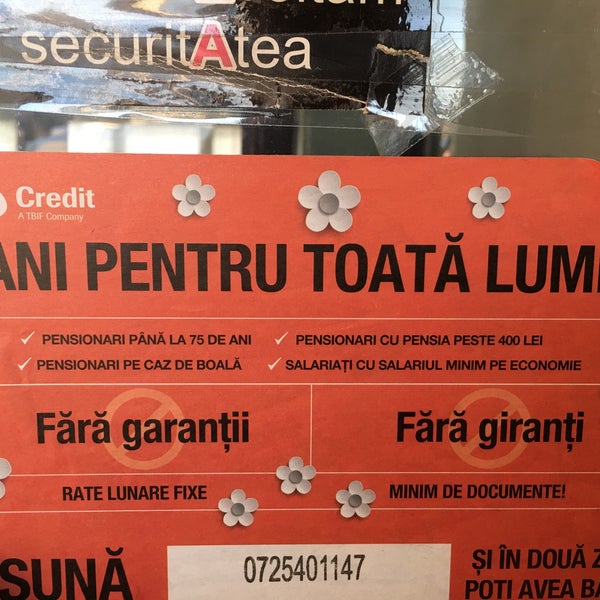 securitAtea
Credit
A TBIF Company
ANI PENTRU TOATĂ LUM
✓ PENSIONARI PÂNĂ LA 75 DE ANI ✓ PENSIONARI CU PENSIA PESTE 400 LEI
✓ PENSIONARI PE CAZ DE BOALĂ ✓ SALARIAȚI CU SALARIUL MINIM PE ECONOMIE
Fără garanții Fără giranți
RATE LUNARE FIXE MINIM DE DOCUMENTE!
SUNĂ 0725401147 ȘI ÎN DOUĂ Z
POȚI AVEA BA